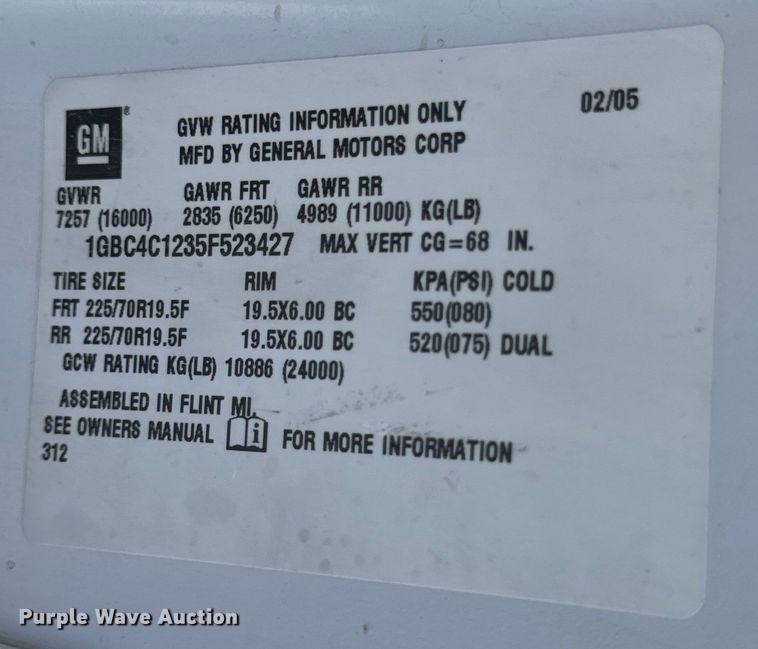 GM® GVW RATING INFORMATION ONLY 02/05
MFD BY GENERAL MOTORS CORP
GVWR GAWR FRT GAWR RR
7257 (16000) 2835 (6250) 4989 (11000) KG(LB)
1GBC4C1235F523427 MAX VERT CG=68 IN.
TIRE SIZE RIM KPA(PSI) COLD
FRT 225/70R19.5F 19.5X6.00 BC 550(080)
RR 225/70R19.5F 19.5X6.00 BC 520(075) DUAL
GCW RATING KG(LB) 10886 (24000)
ASSEMBLED IN FLINT MI.
SEE OWNERS MANUAL i FOR MORE INFORMATION
312
Purple Wave Auction